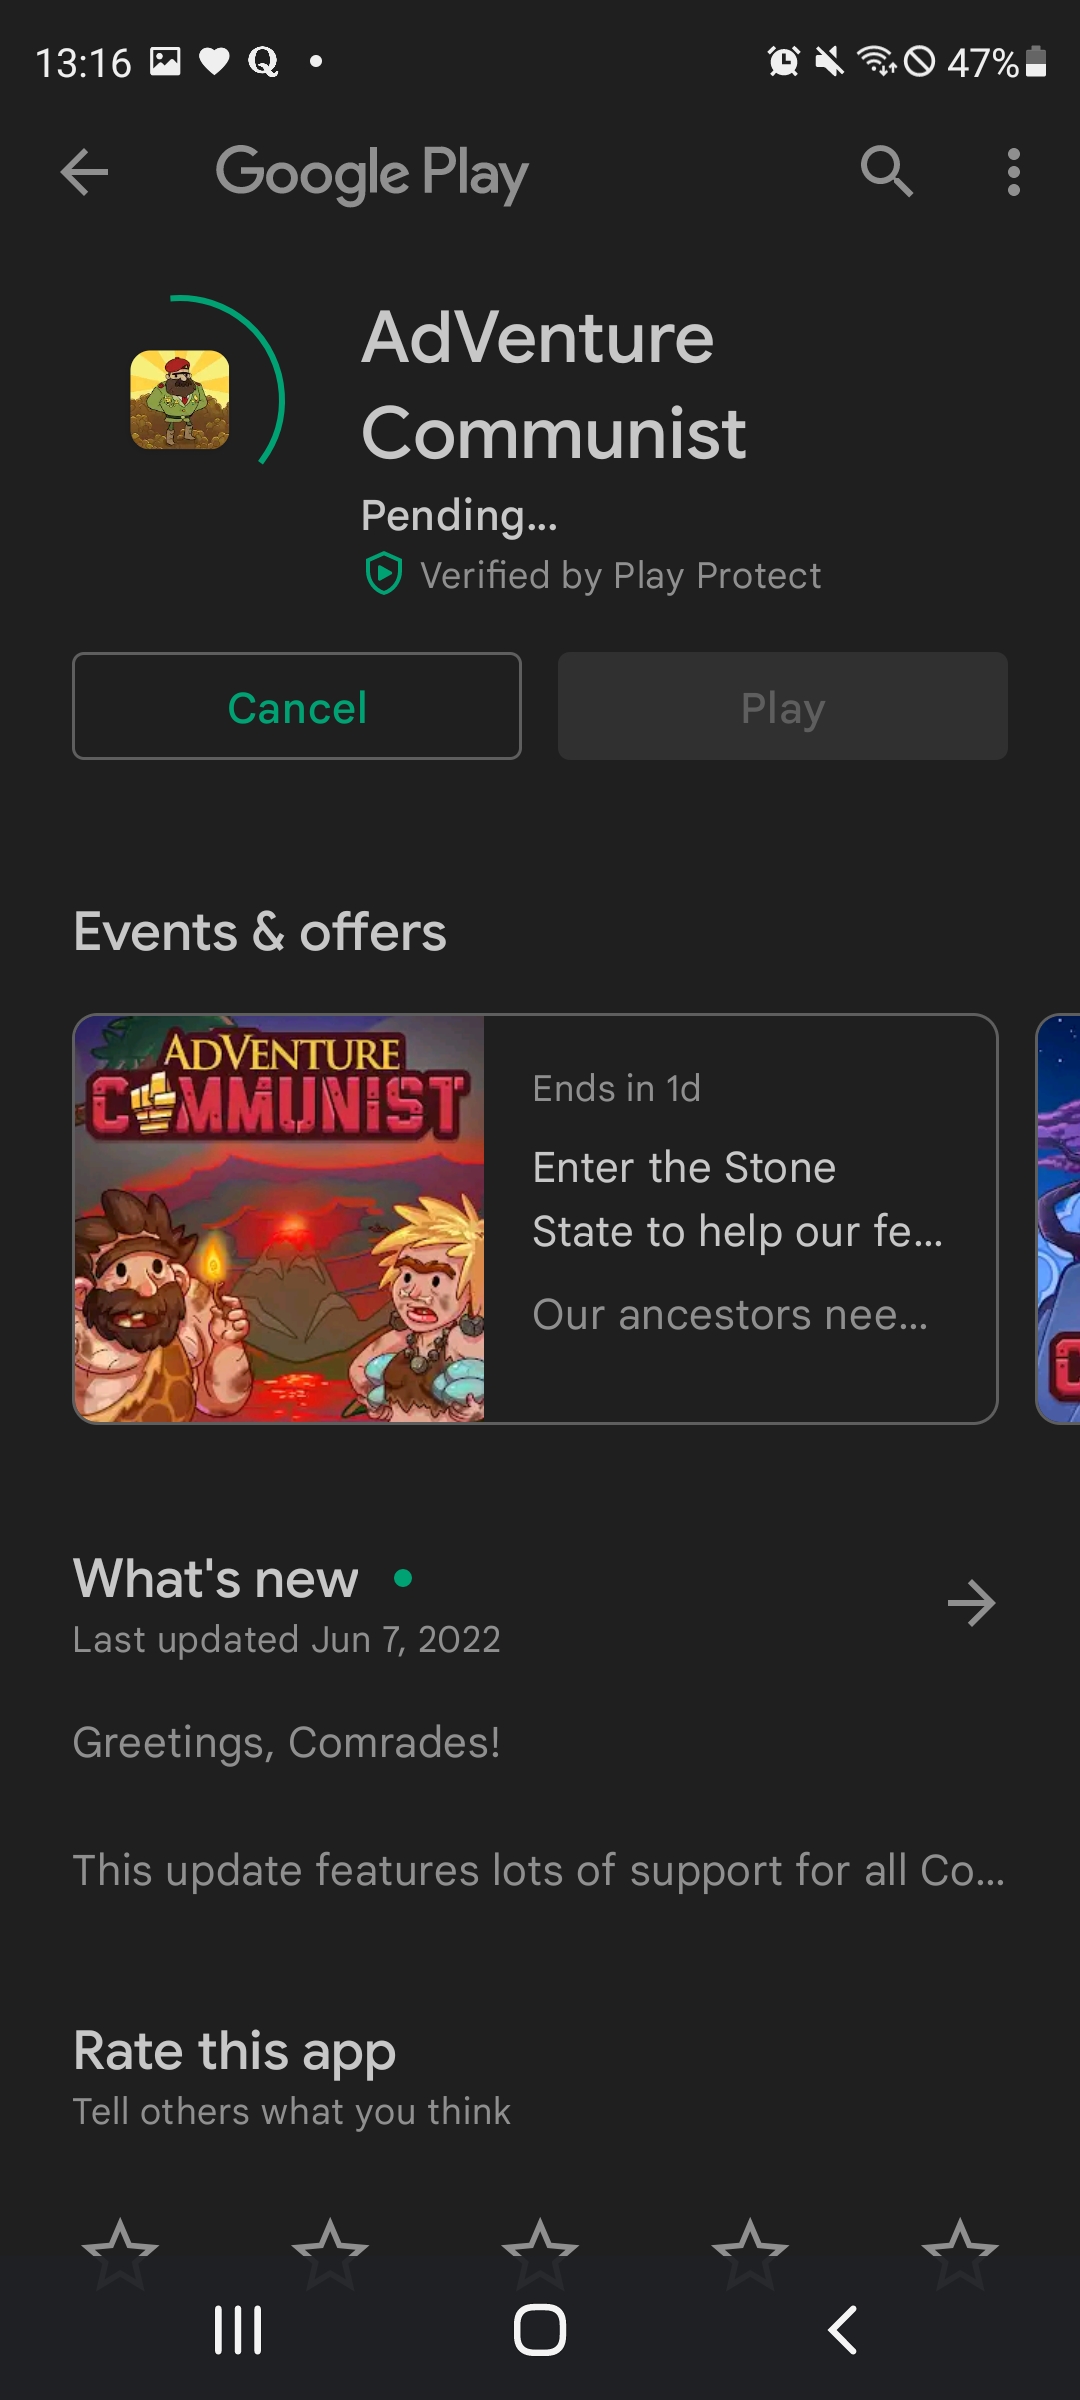 13:16
47%
Google Play
AdVenture
Communist
Pending...
Verified by Play Protect
Cancel
Play
Events & offers
ADVENTURE
COMMUNIST
Ends in 1d
Enter the Stone
State to help our fe...
Our ancestors nee...
What's new
Last updated Jun 7, 2022
Greetings, Comrades!
This update features lots of support for all Co...
Rate this app
Tell others what you think